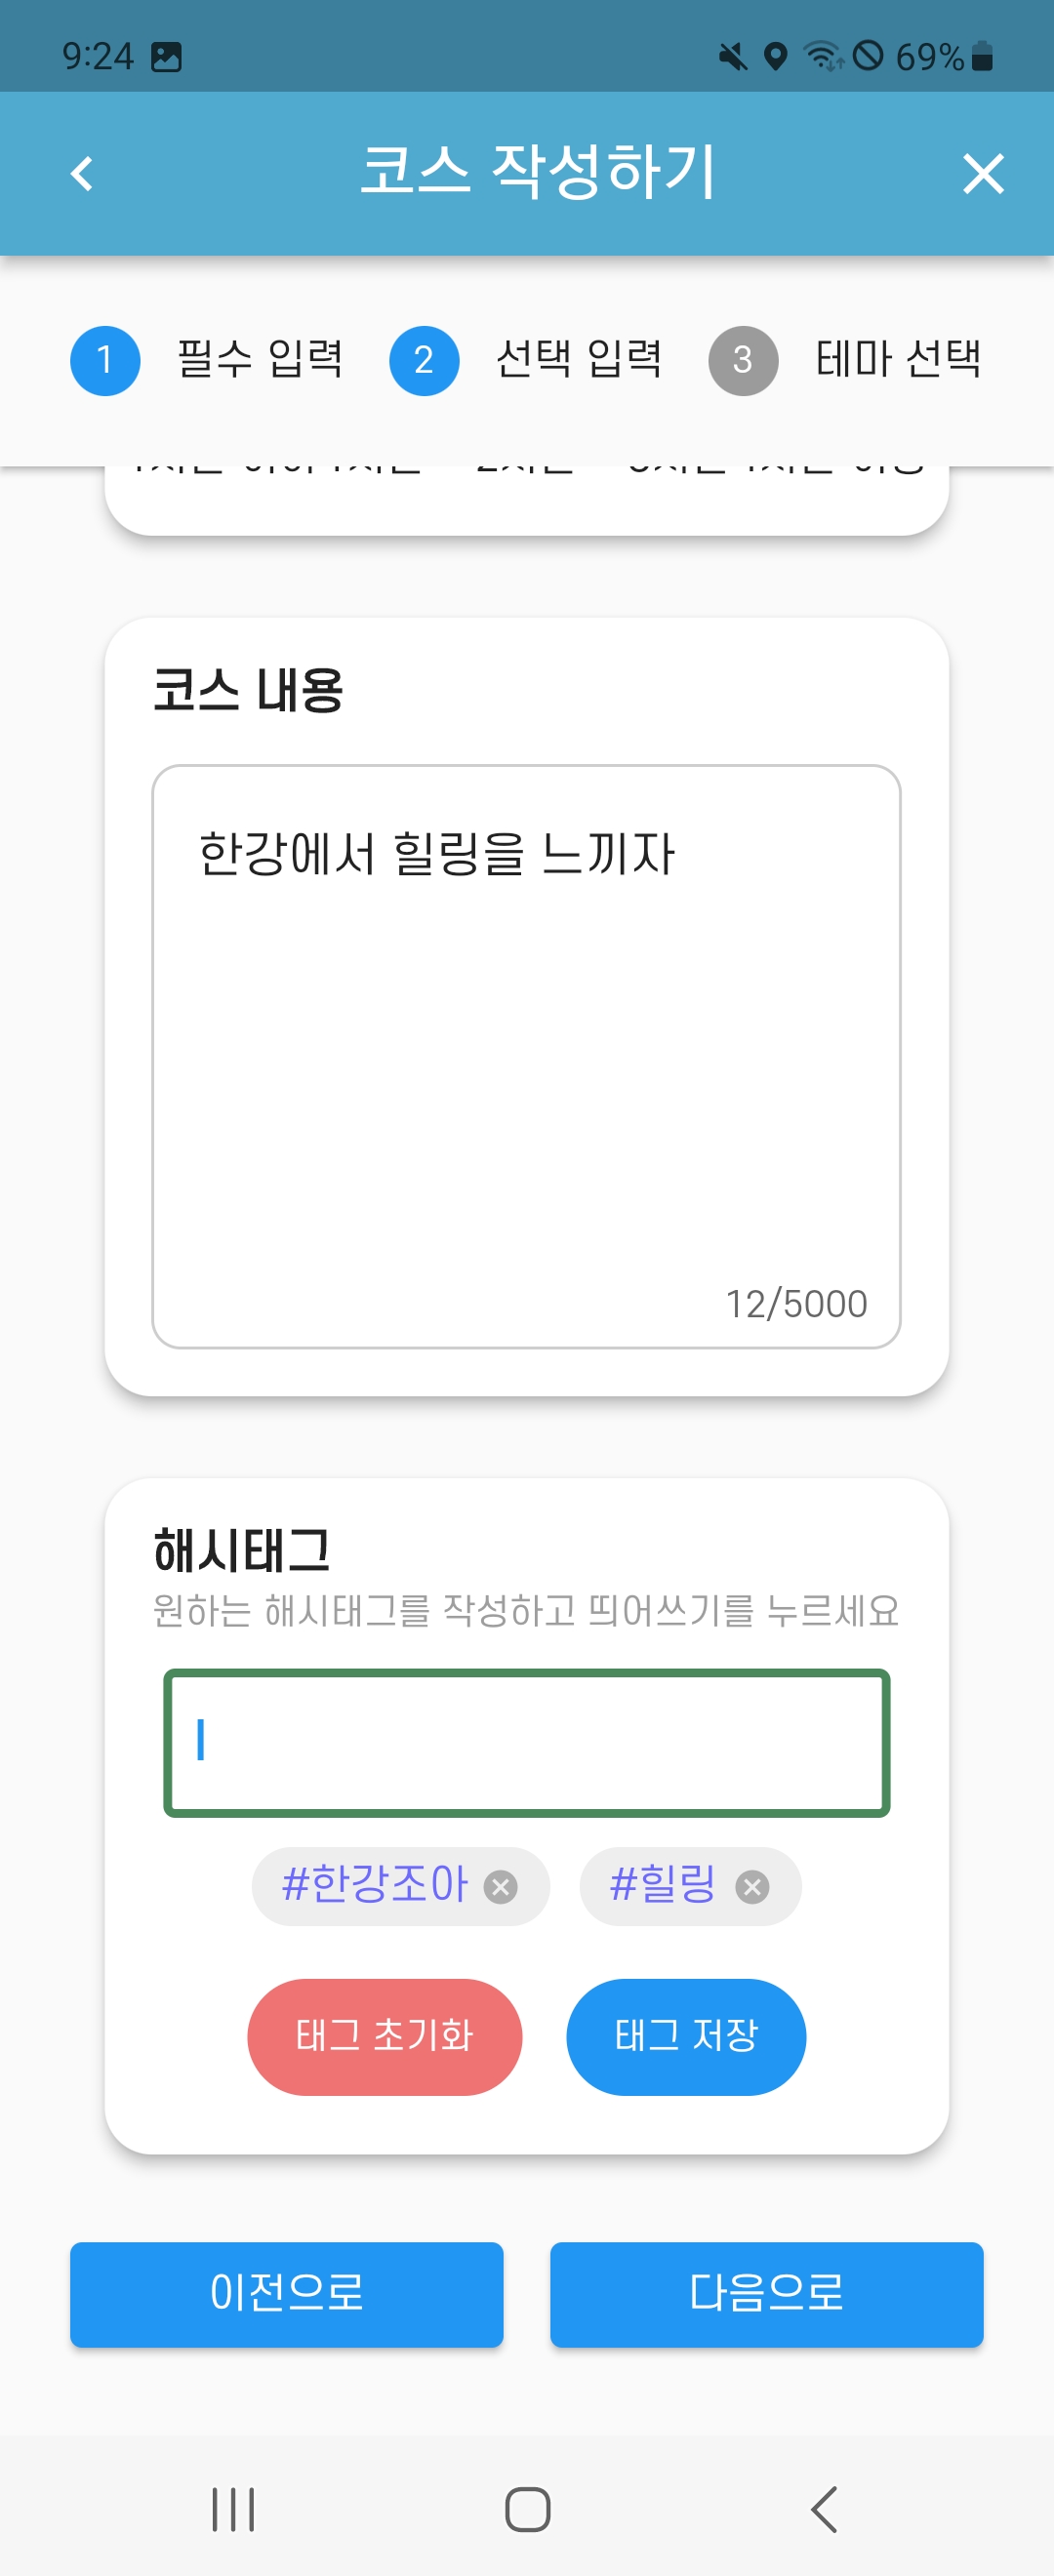 9:24 69%
코스 작성하기
1 필수 입력 2 선택 입력 3 테마 선택
코스 내용
한강에서 힐링을 느끼자
12/5000
해시태그
원하는 해시태그를 작성하고 띄어쓰기를 누르세요
#한강조아 #힐링
태그 초기화 태그 저장
이전으로 다음으로